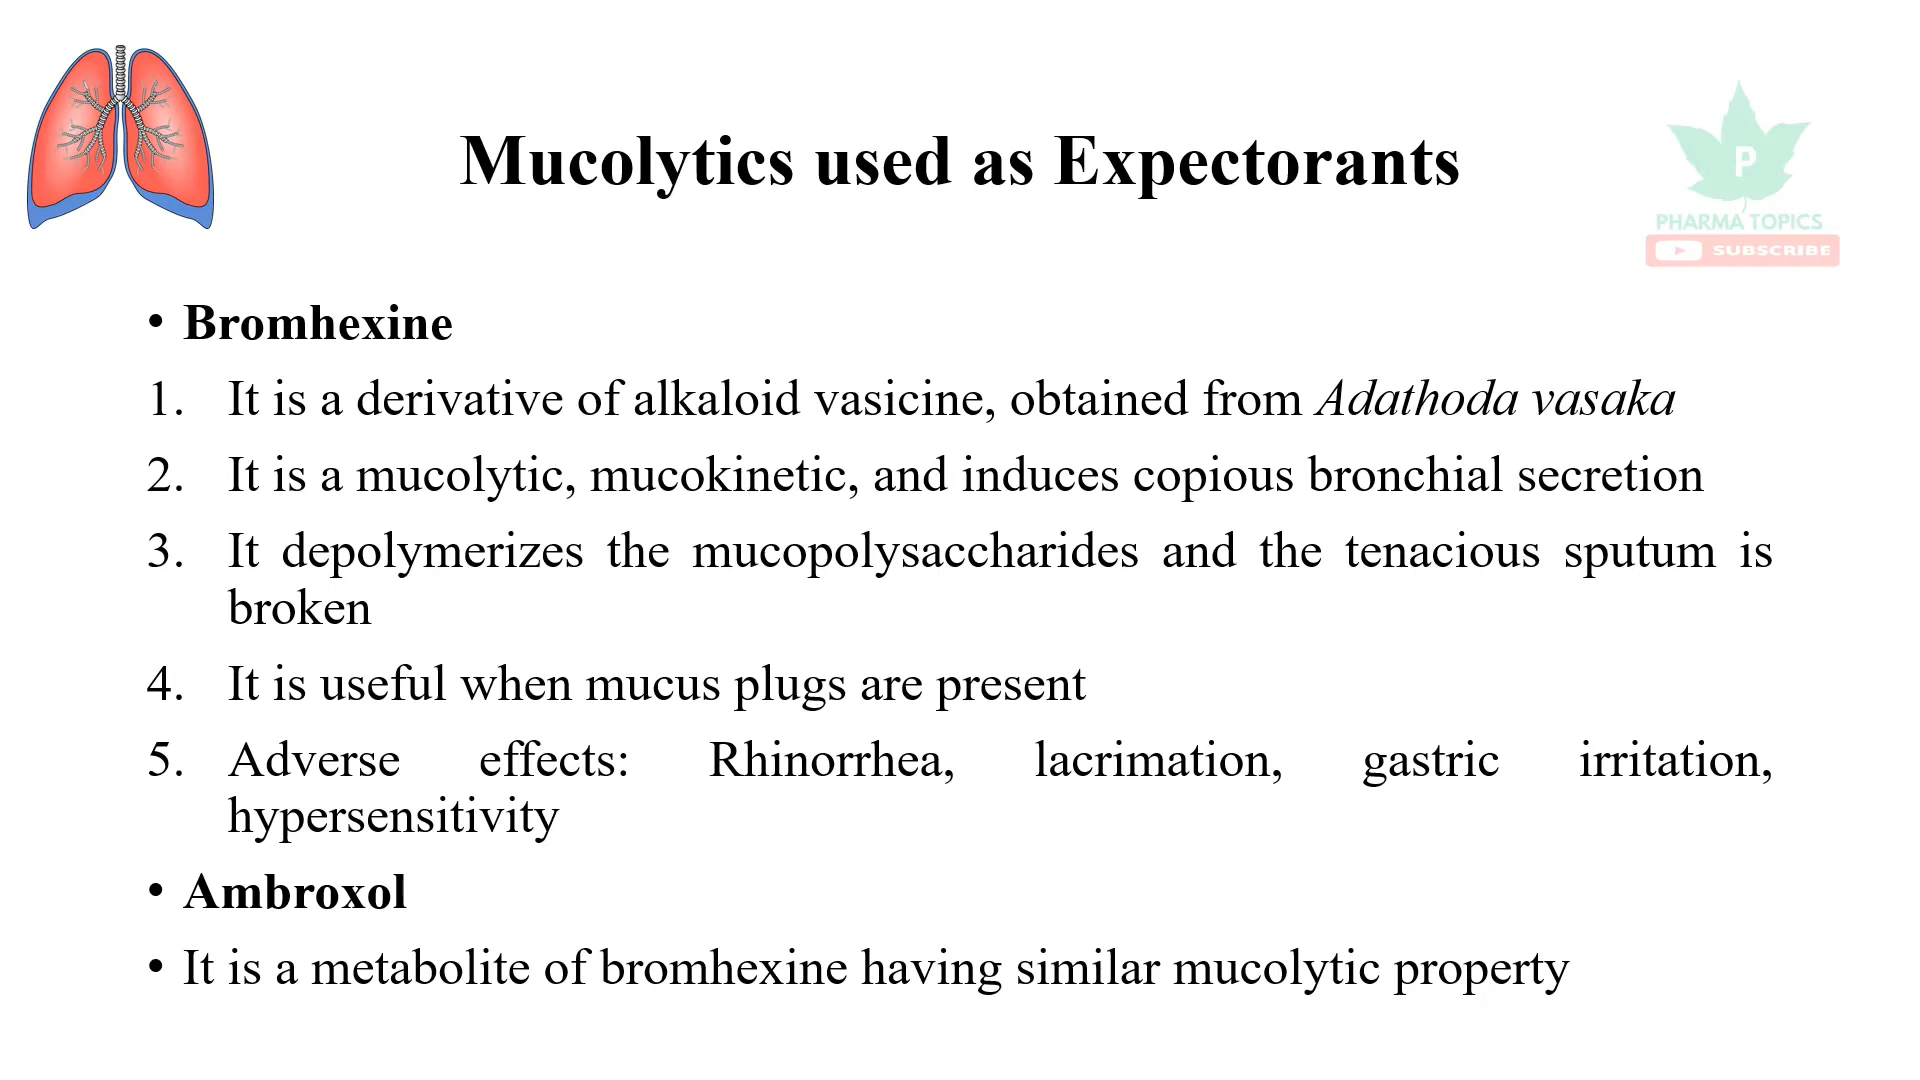 Mucolytics used as Expectorants
P
PHARMA TOPICS
SUBSCRIBE
• Bromhexine
1. It is a derivative of alkaloid vasicine, obtained from Adathoda vasaka
2. It is a mucolytic, mucokinetic, and induces copious bronchial secretion
3. It depolymerizes the mucopolysaccharides and the tenacious sputum is
broken
4. It is useful when mucus plugs are present
5. Adverse effects: Rhinorrhea, lacrimation, gastric irritation,
hypersensitivity
• Ambroxol
• It is a metabolite of bromhexine having similar mucolytic property